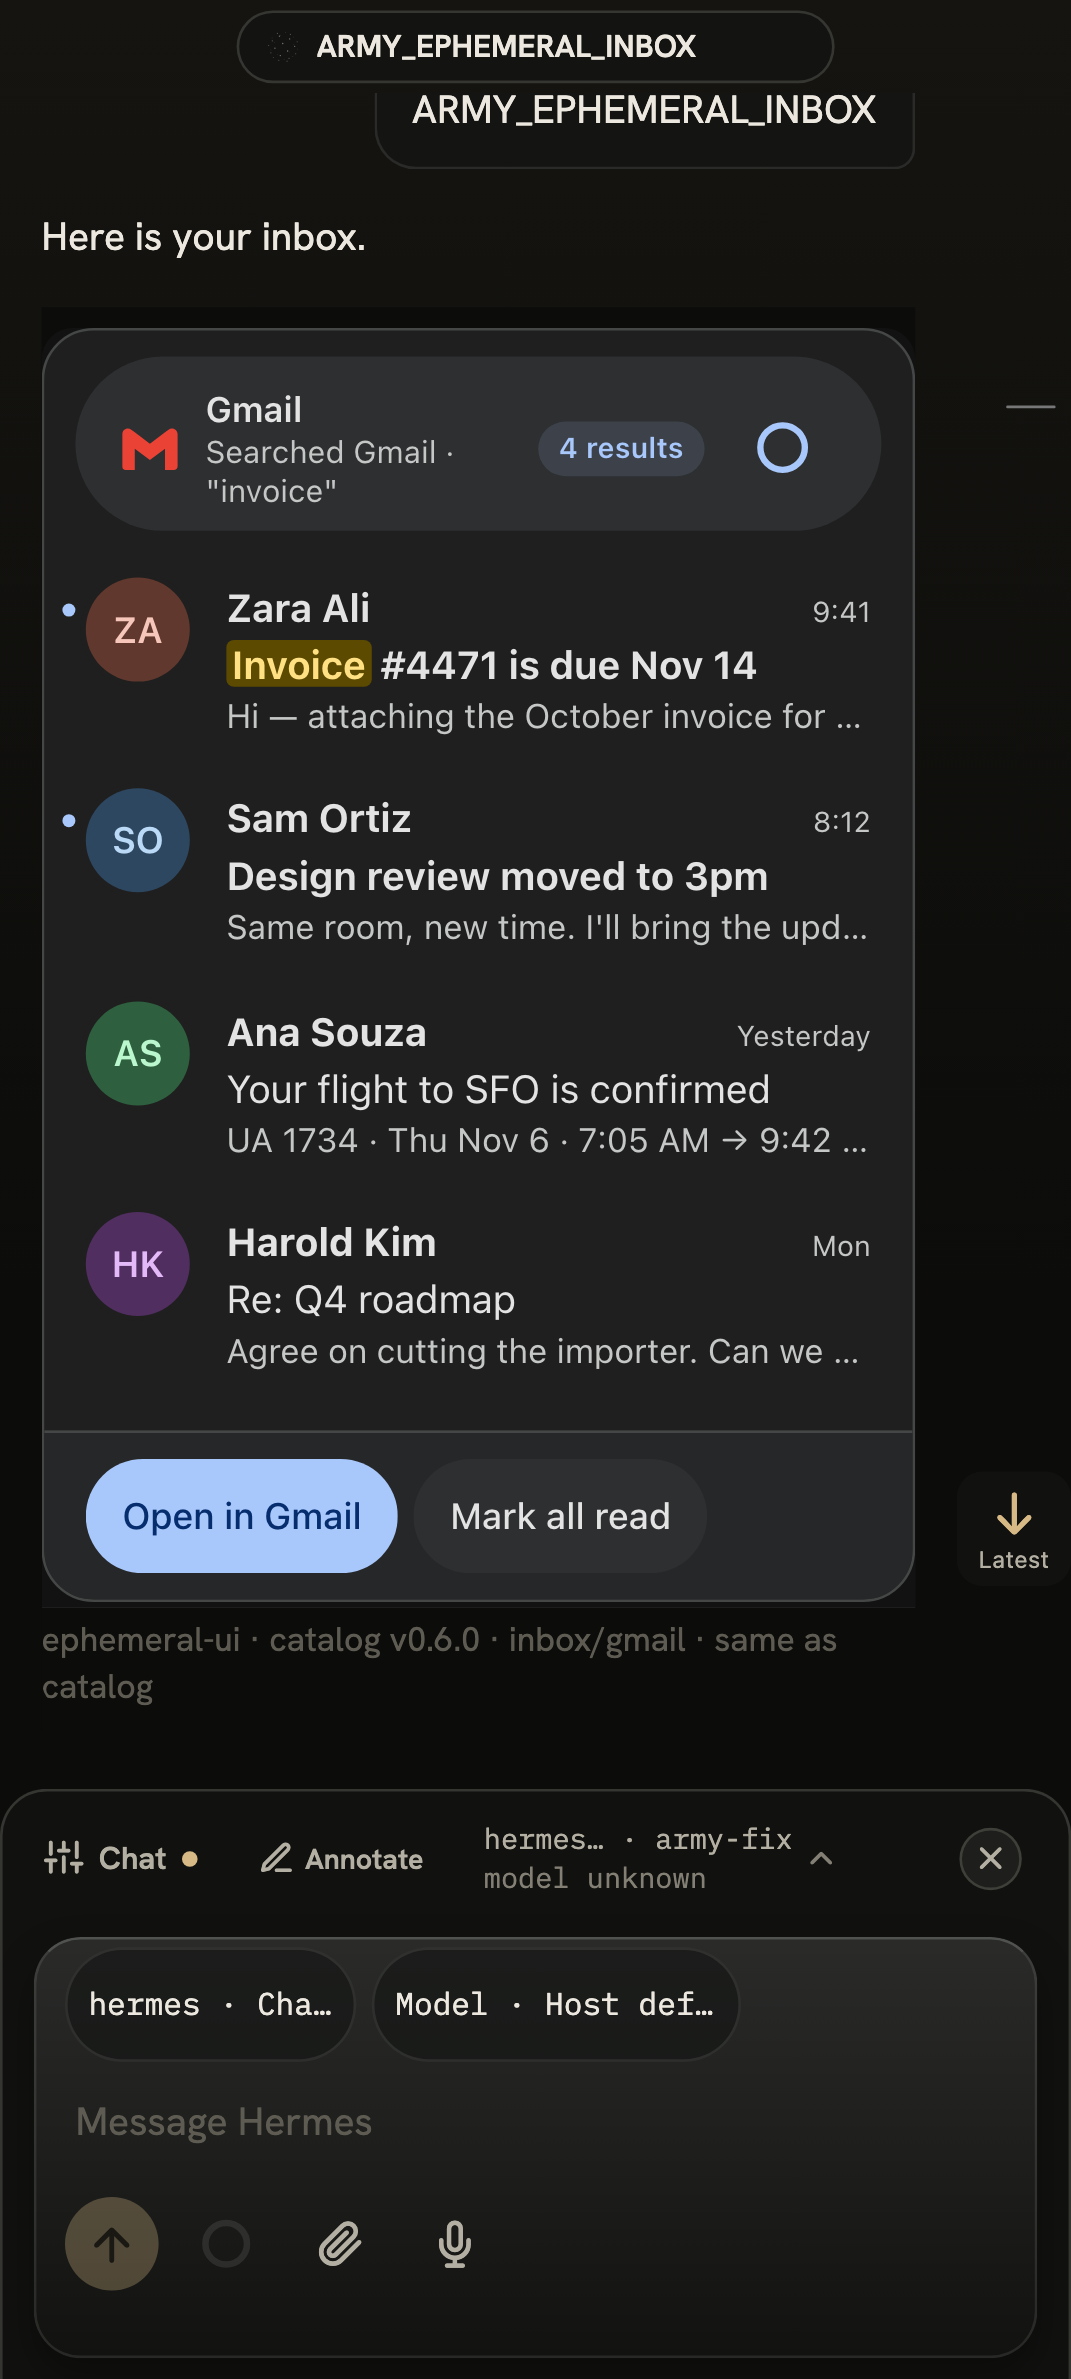 ARMY_EPHEMERAL_INBOX
ARMY_EPHEMERAL_INBOX
Here is your inbox.
Gmail
Searched Gmail ·
"invoice"
4 results
ZA
Zara Ali
9:41
Invoice #4471 is due Nov 14
Hi — attaching the October invoice for ...
SO
Sam Ortiz
8:12
Design review moved to 3pm
Same room, new time. I'll bring the upd...
AS
Ana Souza
Yesterday
Your flight to SFO is confirmed
UA 1734 · Thu Nov 6 · 7:05 AM → 9:42 ...
HK
Harold Kim
Mon
Re: Q4 roadmap
Agree on cutting the importer. Can we ...
Open in Gmail
Mark all read
Latest
ephemeral-ui · catalog v0.6.0 · inbox/gmail · same as
catalog
Chat
Annotate
hermes… · army-fix
model unknown
hermes · Cha…
Model · Host def…
Message Hermes